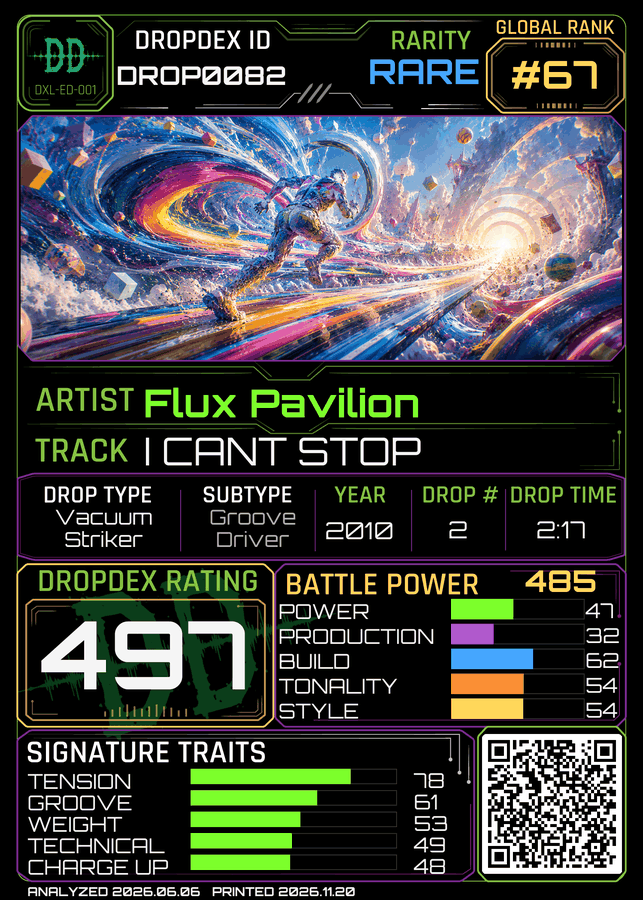 DD
DXL-ED-001
DROPDEX ID
DROP0082
RARITY
RARE
GLOBAL RANK
#67
ARTIST Flux Pavilion
TRACK I CANT STOP
DROP TYPE
Vacuum
Striker
SUBTYPE
Groove
Driver
YEAR
2010
DROP #
2
DROP TIME
2:17
DROPDEX RATING
497
BATTLE POWER 485
POWER 47
PRODUCTION 32
BUILD 62
TONALITY 54
STYLE 54
SIGNATURE TRAITS
TENSION 78
GROOVE 61
WEIGHT 53
TECHNICAL 49
CHARGE UP 48
ANALYZED 2026.06.06 PRINTED 2026.11.20